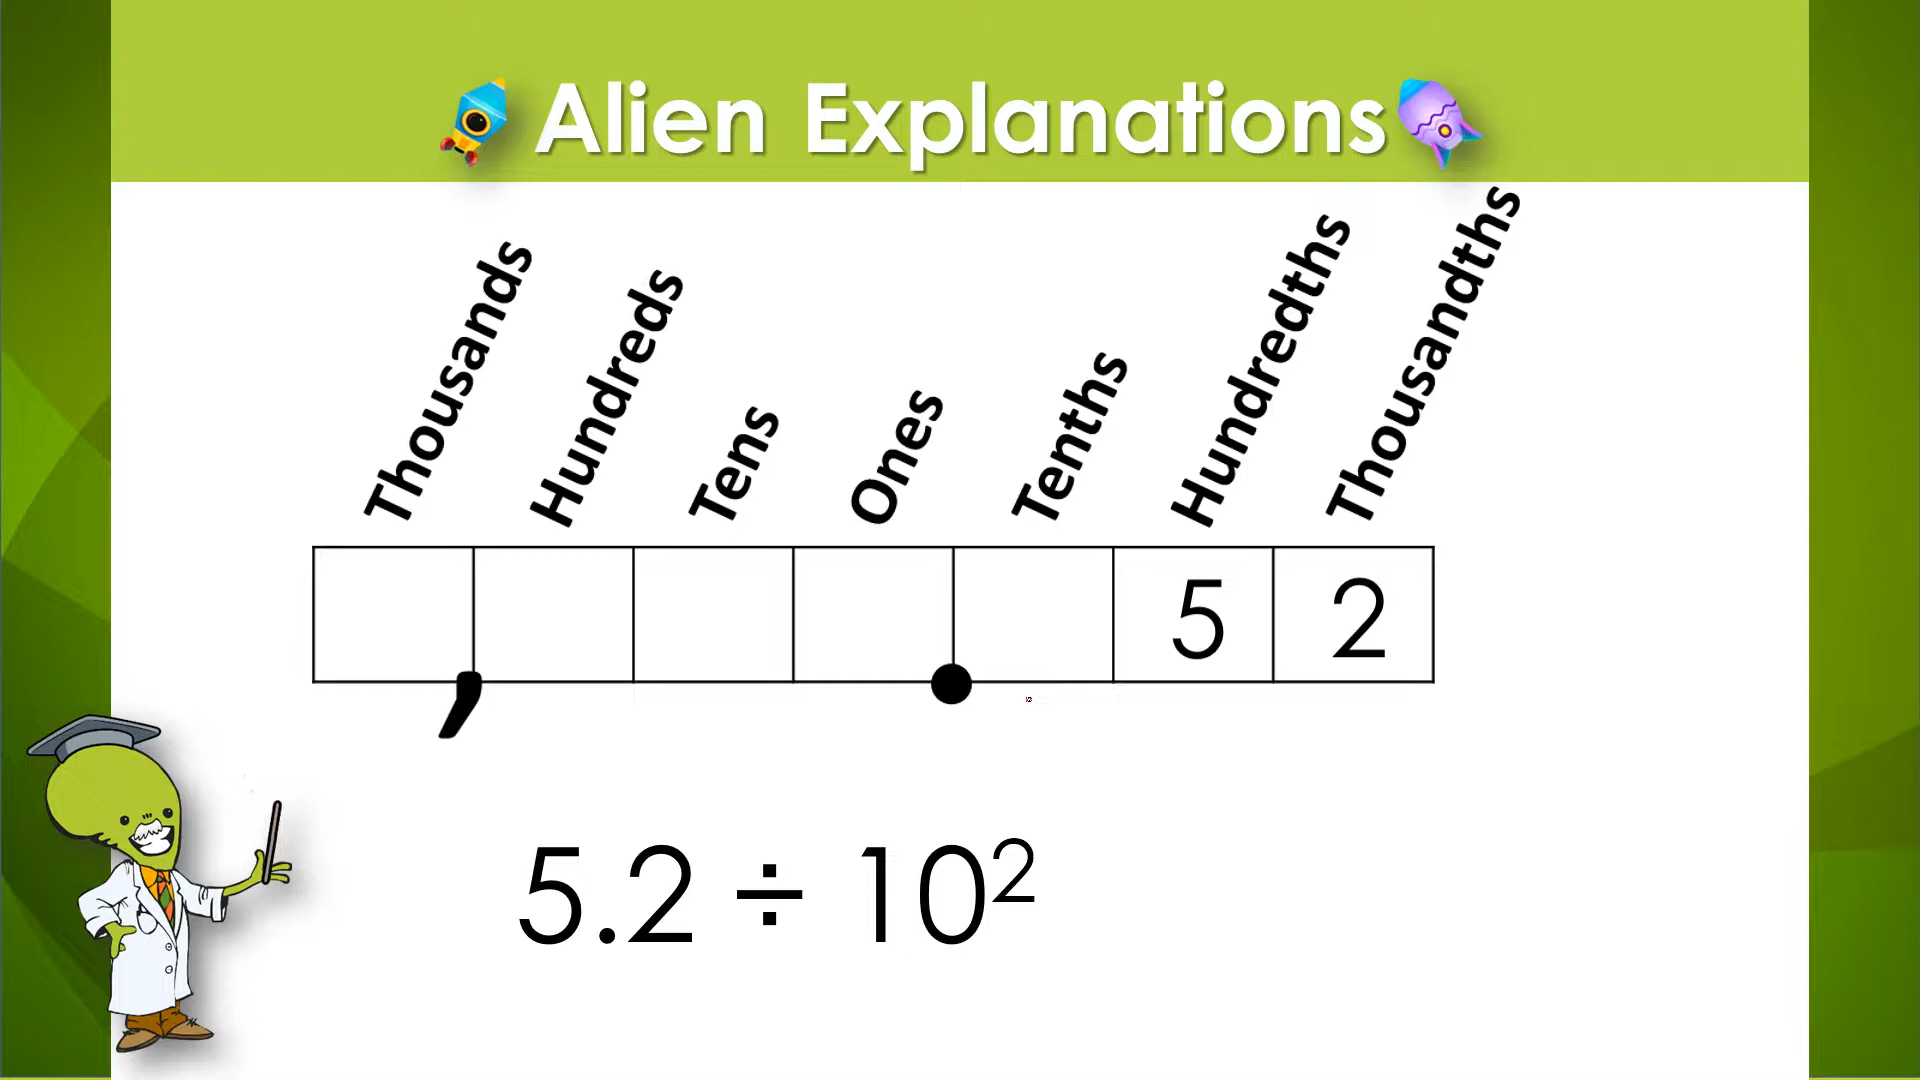 Alien Explanations
Thousands Hundreds Tens Ones Tenths Hundredths Thousandths
, . 5 2
5.2 ÷ 10²